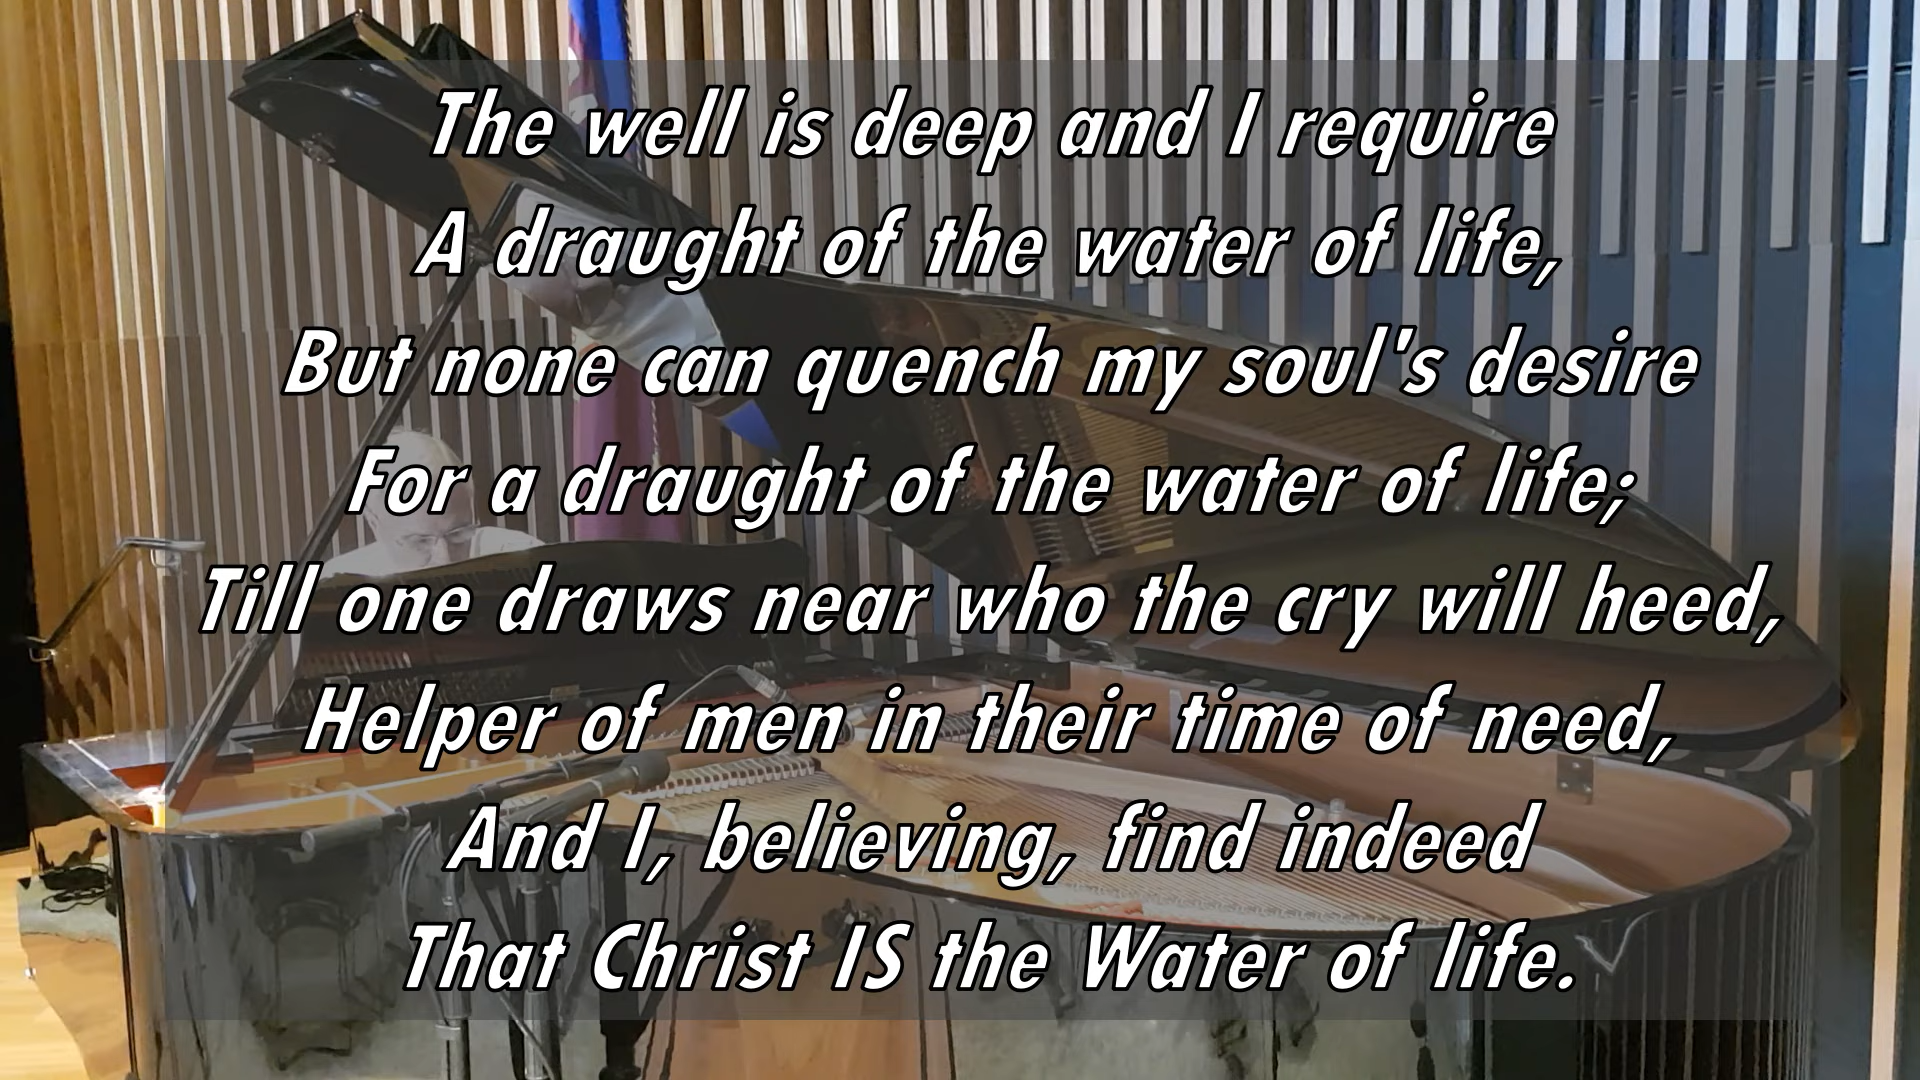 The well is deep and I require
A draught of the water of life,
But none can quench my soul's desire
For a draught of the water of life;
Till one draws near who the cry will heed,
Helper of men in their time of need,
And I, believing, find indeed
That Christ IS the Water of life.